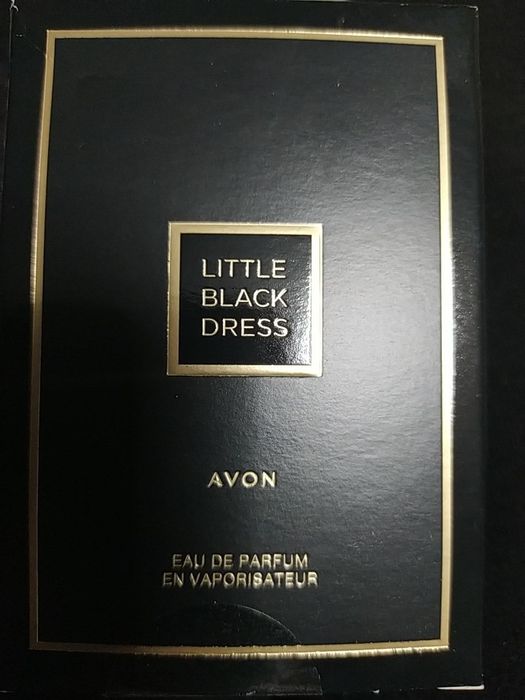 LITTLE
BLACK
DRESS
AVON
EAU DE PARFUM
EN VAPORISATEUR